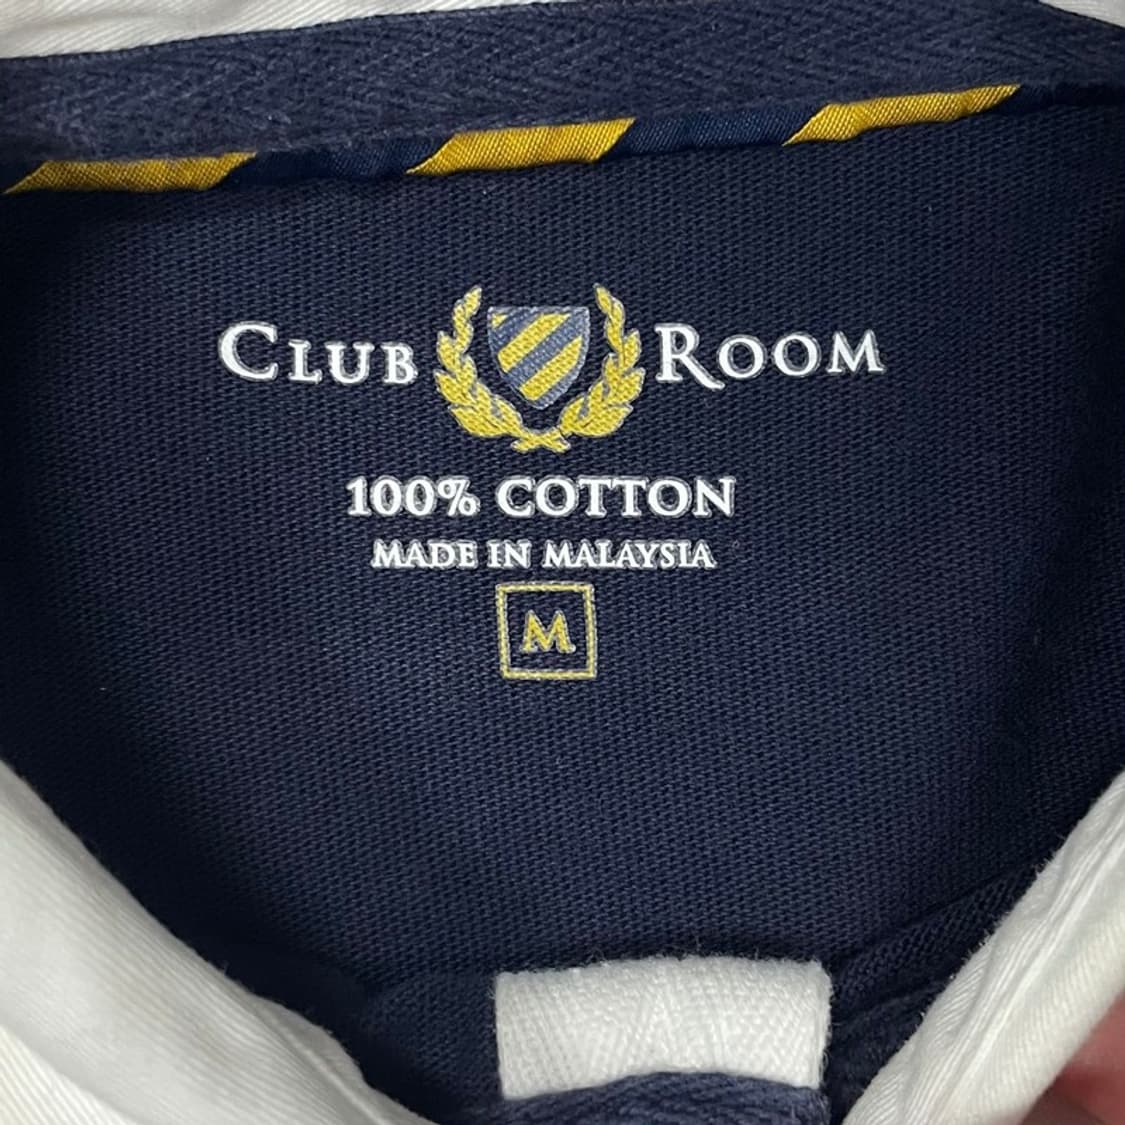 CLUB ROOM
100% COTTON
MADE IN MALAYSIA
M